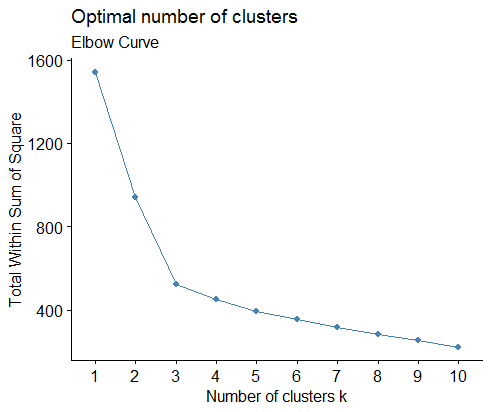 Optimal number of clusters
Elbow Curve
Total Within Sum of Square
1600
1200
800
400
1 2 3 4 5 6 7 8 9 10
Number of clusters k